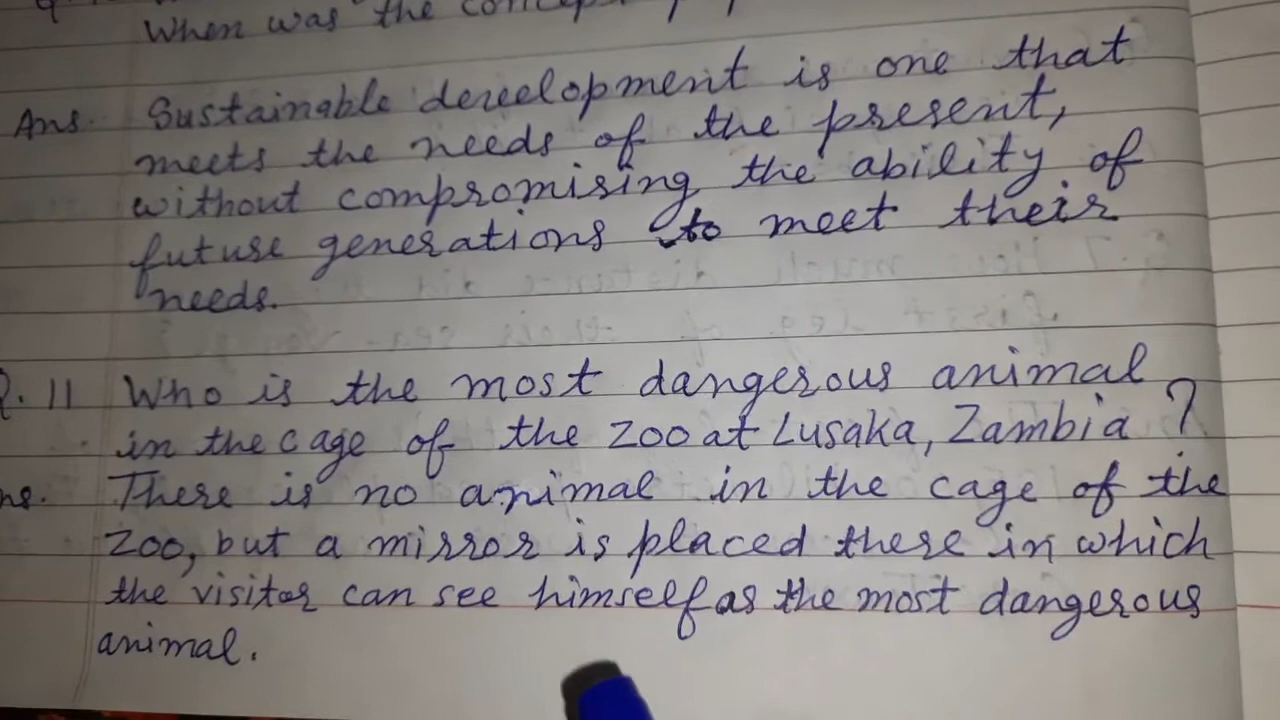 When was the concept
Ans. Sustainable development is one that
meets the needs of the present,
without compromising the ability of
future generations to meet their
needs.
Q.11 Who is the most dangerous animal
in the cage of the zoo at Lusaka, Zambia ?
ns. There is no animal in the cage of the
zoo, but a mirror is placed there in which
the visitor can see himself as the most dangerous
animal.